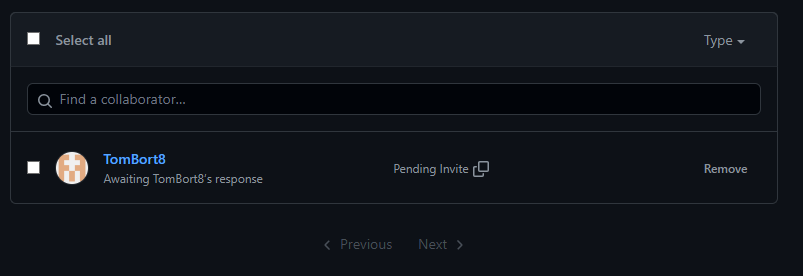 Select all
Type
Find a collaborator...
TomBort8
Awaiting TomBort8's response
Pending Invite
Remove
Previous
Next